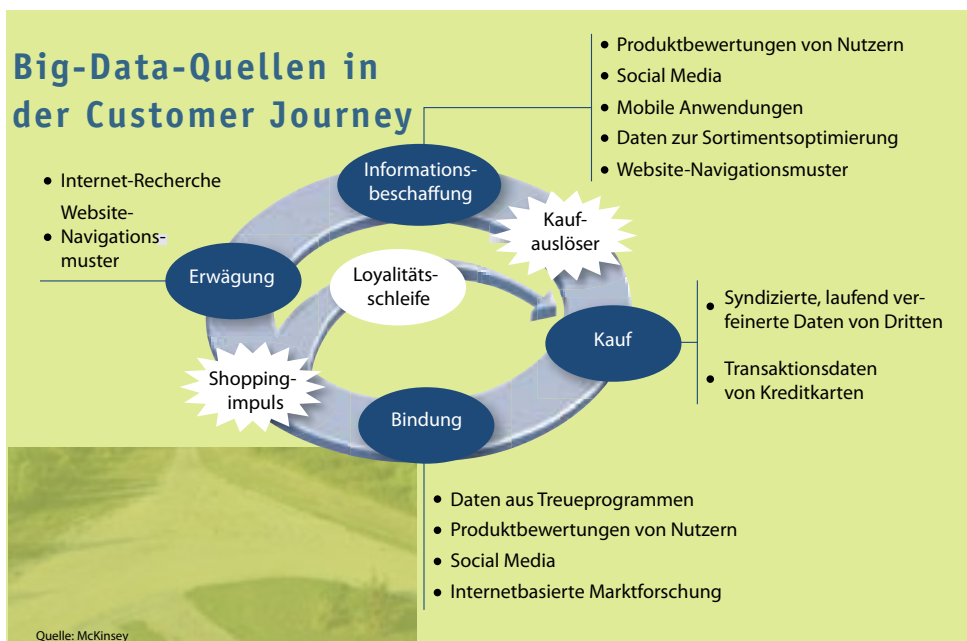 Big-Data-Quellen in
der Customer Journey
• Produktbewertungen von Nutzern
• Social Media
• Mobile Anwendungen
• Daten zur Sortimentsoptimierung
• Website-Navigationsmuster
• Internet-Recherche
Website-
• Navigations-
muster
Informations-
beschaffung
Kauf-
auslöser
Erwägung
Loyalitäts-
schleife
Kauf
• Syndizierte, laufend ver-
feinerte Daten von Dritten
• Transaktionsdaten
von Kreditkarten
Shopping-
impuls
Bindung
• Daten aus Treueprogrammen
• Produktbewertungen von Nutzern
• Social Media
• Internetbasierte Marktforschung
Quelle: McKinsey